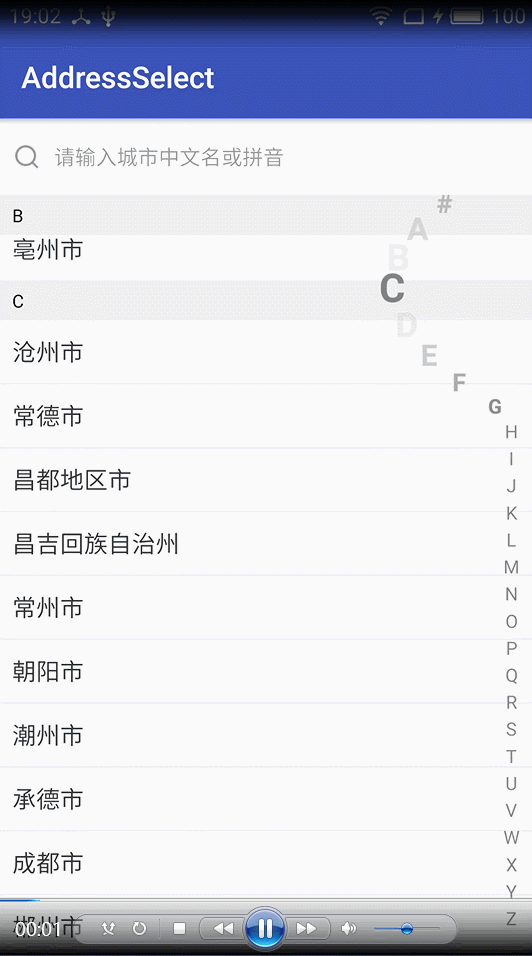 19:02 100
AddressSelect
请输入城市中文名或拼音
B
亳州市
C
沧州市
常德市
昌都地区市
昌吉回族自治州
常州市
朝阳市
潮州市
承德市
成都市
郴州市
00:01
#
A
B
C
D
E
F
G
H
I
J
K
L
M
N
O
P
Q
R
S
T
U
V
W
X
Y
Z